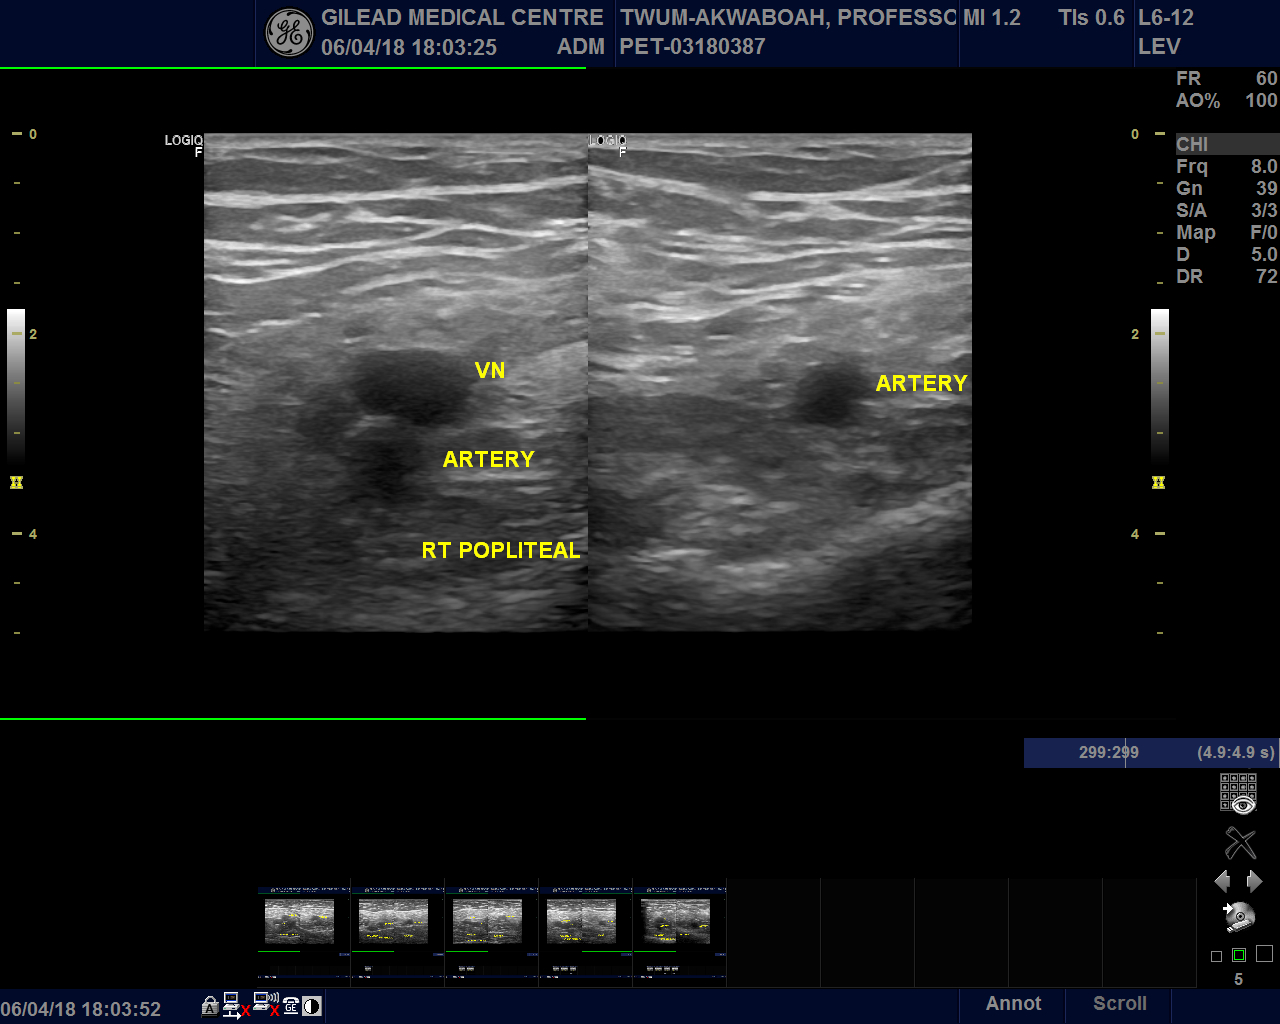 GILEAD MEDICAL CENTRE
TWUM-AKWABOAH, PROFESSC
MI 1.2
TIs 0.6
L6-12
06/04/18 18:03:25
ADM
PET-03180387
LEV
FR 60
AO% 100
CHI
Frq 8.0
Gn 39
S/A 3/3
Map F/0
D 5.0
DR 72
0
2
4
LOGIQ
F
LOGIQ
F
0
2
4
VN
ARTERY
ARTERY
RT POPLITEAL
299:299
(4.9:4.9 s)
5
06/04/18 18:03:52
A
GE
Annot
Scroll